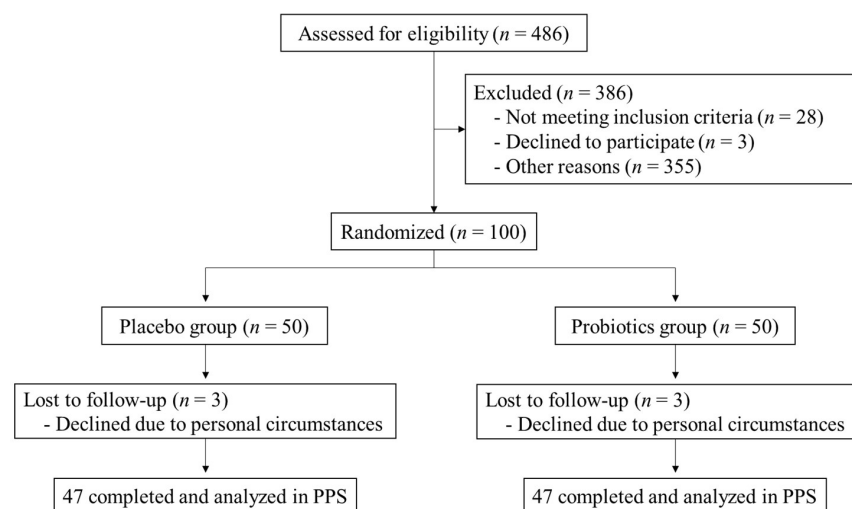 Assessed for eligibility (n = 486)
Excluded (n = 386)
- Not meeting inclusion criteria (n = 28)
- Declined to participate (n = 3)
- Other reasons (n = 355)
Randomized (n = 100)
Placebo group (n = 50)
Probiotics group (n = 50)
Lost to follow-up (n = 3)
- Declined due to personal circumstances
Lost to follow-up (n = 3)
- Declined due to personal circumstances
47 completed and analyzed in PPS
47 completed and analyzed in PPS